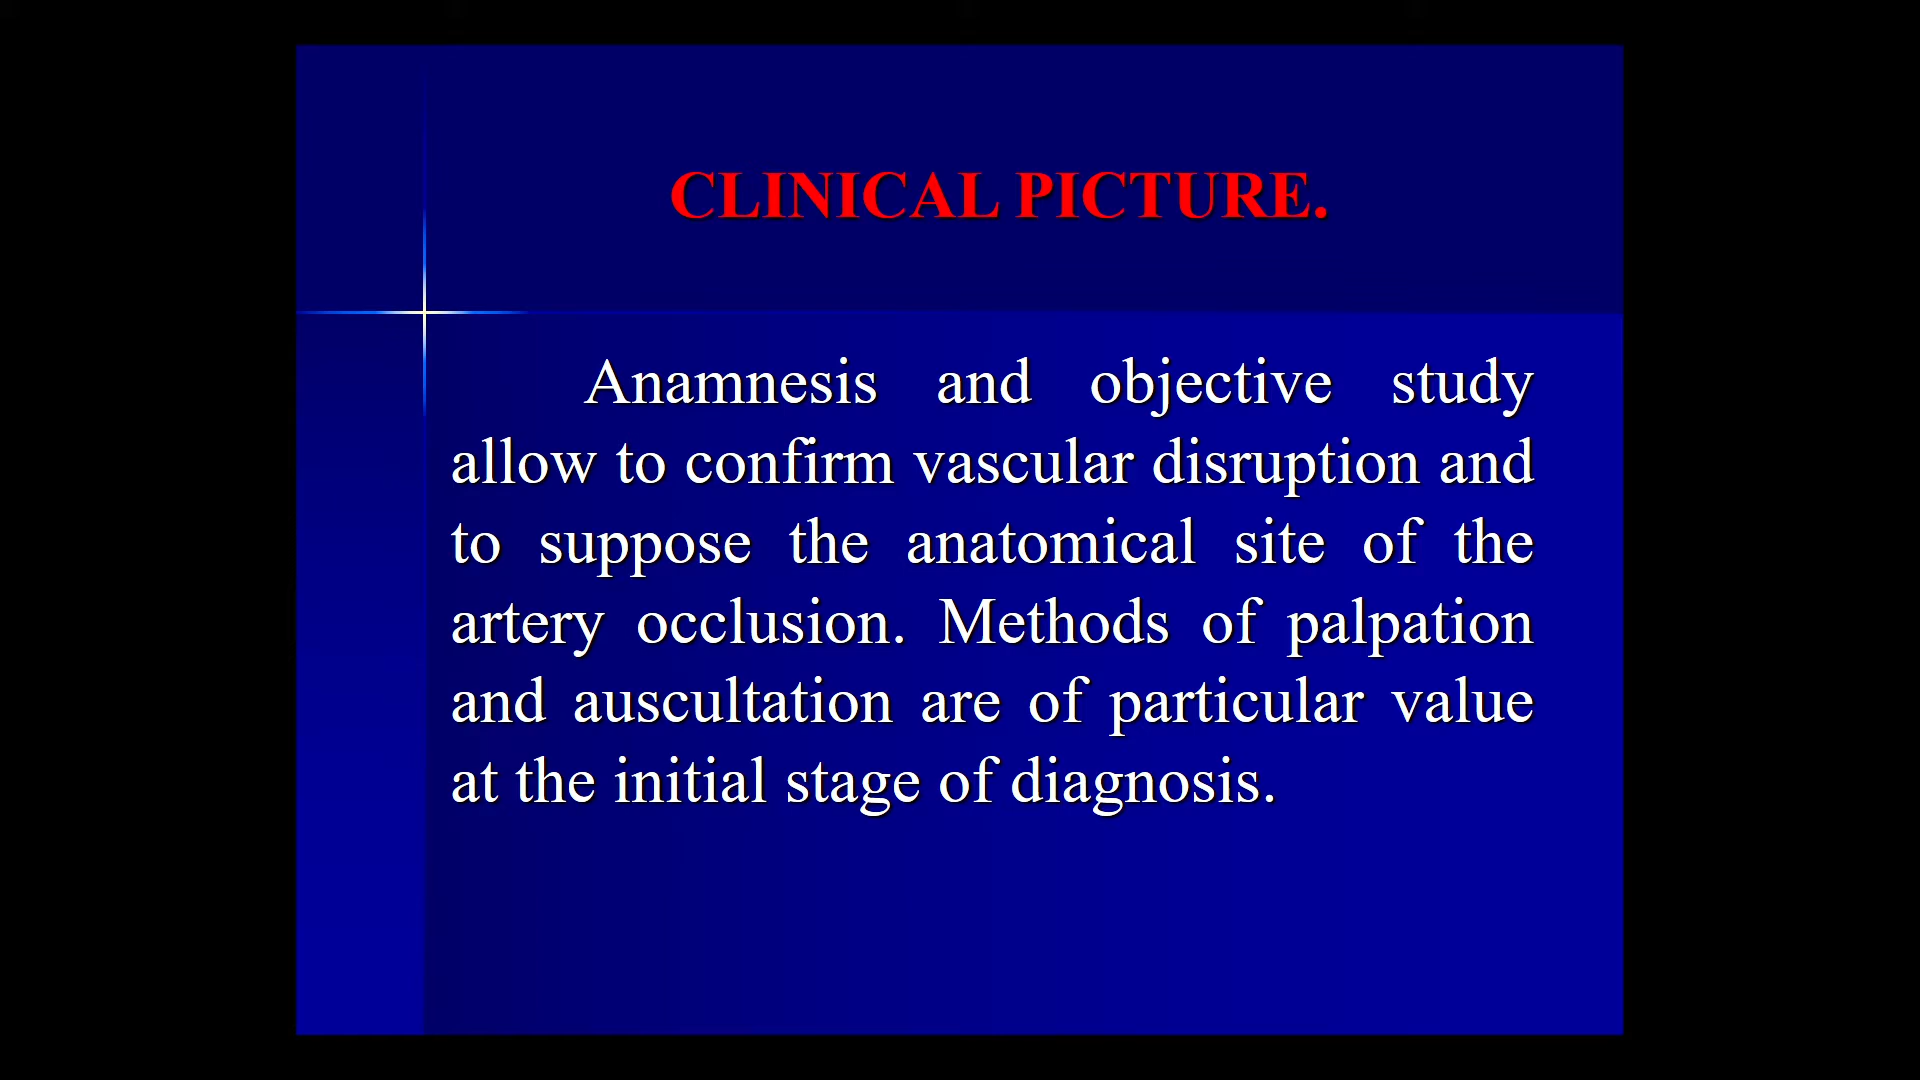 CLINICAL PICTURE.
Anamnesis and objective study
allow to confirm vascular disruption and
to suppose the anatomical site of the
artery occlusion. Methods of palpation
and auscultation are of particular value
at the initial stage of diagnosis.